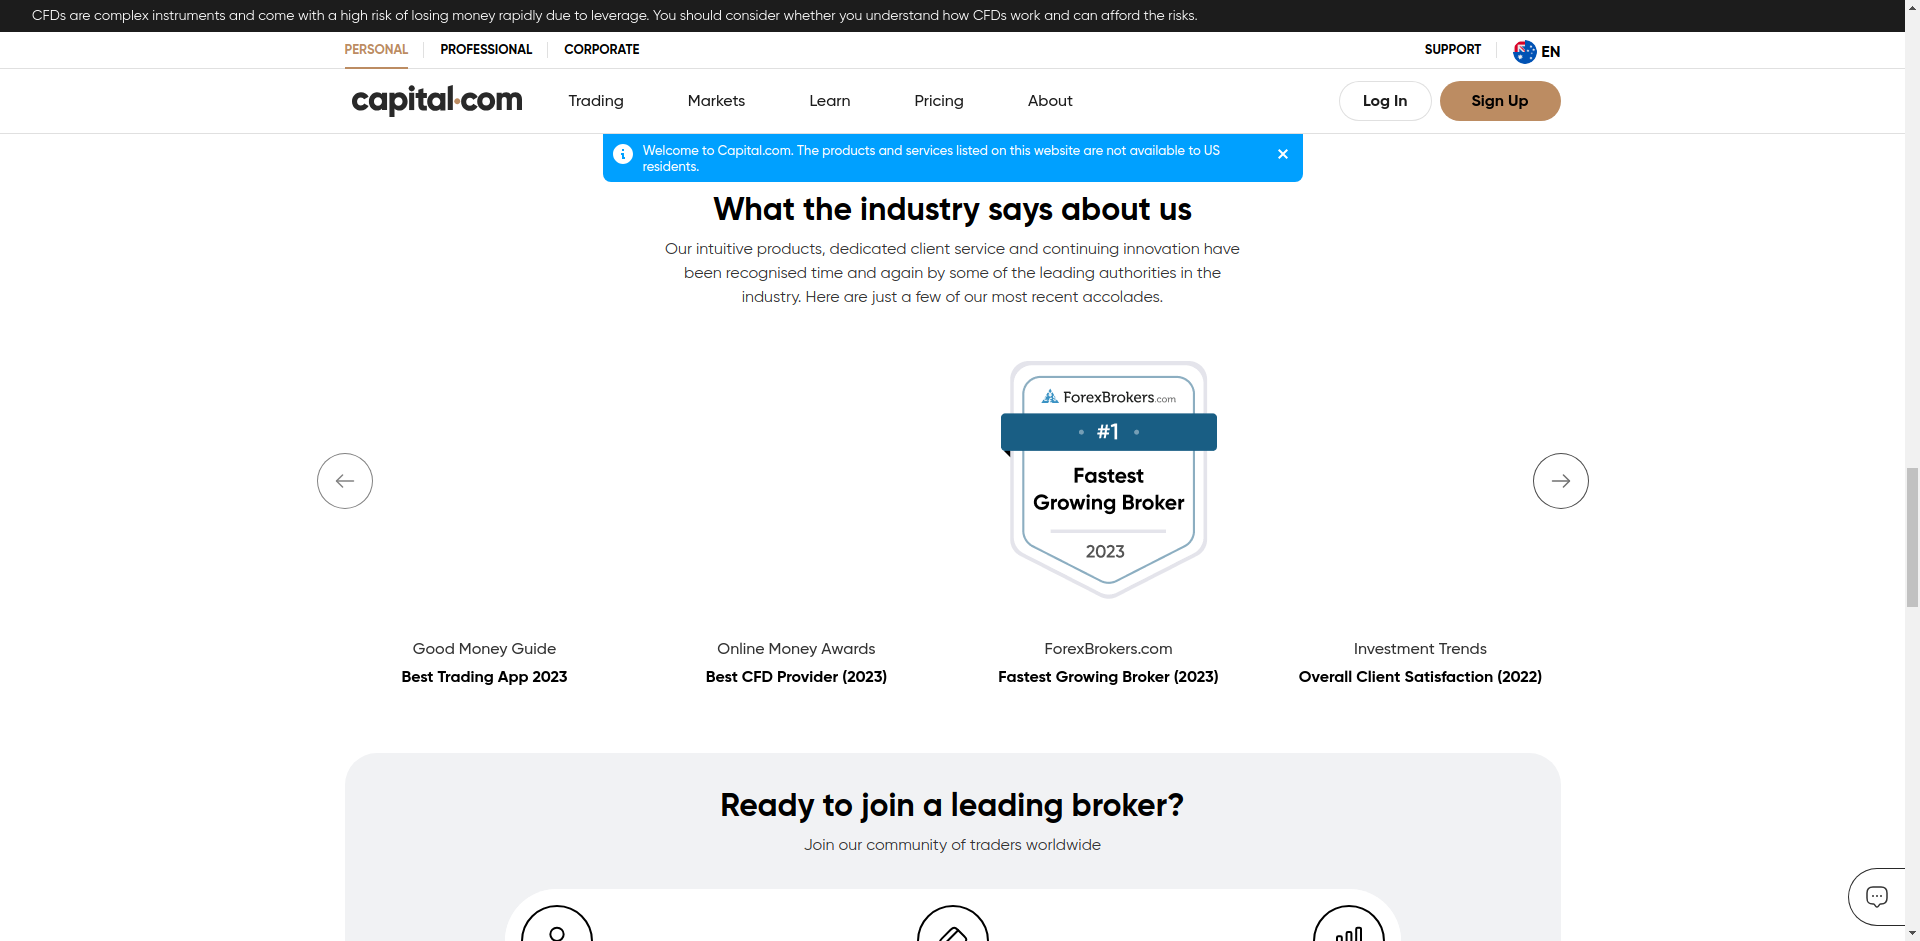 CFDs are complex instruments and come with a high risk of losing money rapidly due to leverage. You should consider whether you understand how CFDs work and can afford the risks.
PERSONAL
PROFESSIONAL
CORPORATE
SUPPORT
EN
capital.com
Trading
Markets
Learn
Pricing
About
Log In
Sign Up
Welcome to Capital.com. The products and services listed on this website are not available to US
residents.
What the industry says about us
Our intuitive products, dedicated client service and continuing innovation have
been recognised time and again by some of the leading authorities in the
industry. Here are just a few of our most recent accolades.
ForexBrokers.com
#1
Fastest
Growing Broker
2023
Good Money Guide
Best Trading App 2023
Online Money Awards
Best CFD Provider (2023)
ForexBrokers.com
Fastest Growing Broker (2023)
Investment Trends
Overall Client Satisfaction (2022)
Ready to join a leading broker?
Join our community of traders worldwide